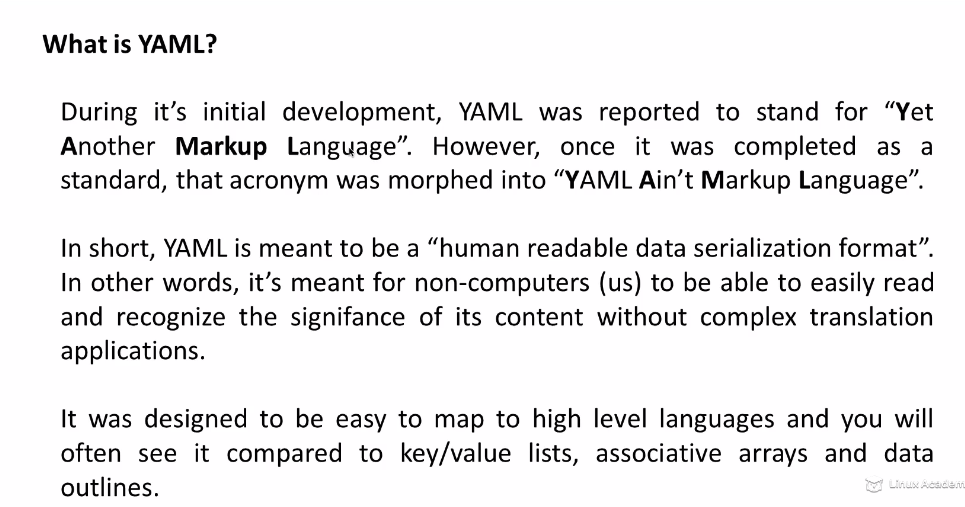 What is YAML?
During it's initial development, YAML was reported to stand for “Yet
Another Markup Language”. However, once it was completed as a
standard, that acronym was morphed into “YAML Ain't Markup Language”.
In short, YAML is meant to be a “human readable data serialization format”.
In other words, it's meant for non-computers (us) to be able to easily read
and recognize the signifance of its content without complex translation
applications.
It was designed to be easy to map to high level languages and you will
often see it compared to key/value lists, associative arrays and data
outlines.
Linux Academ